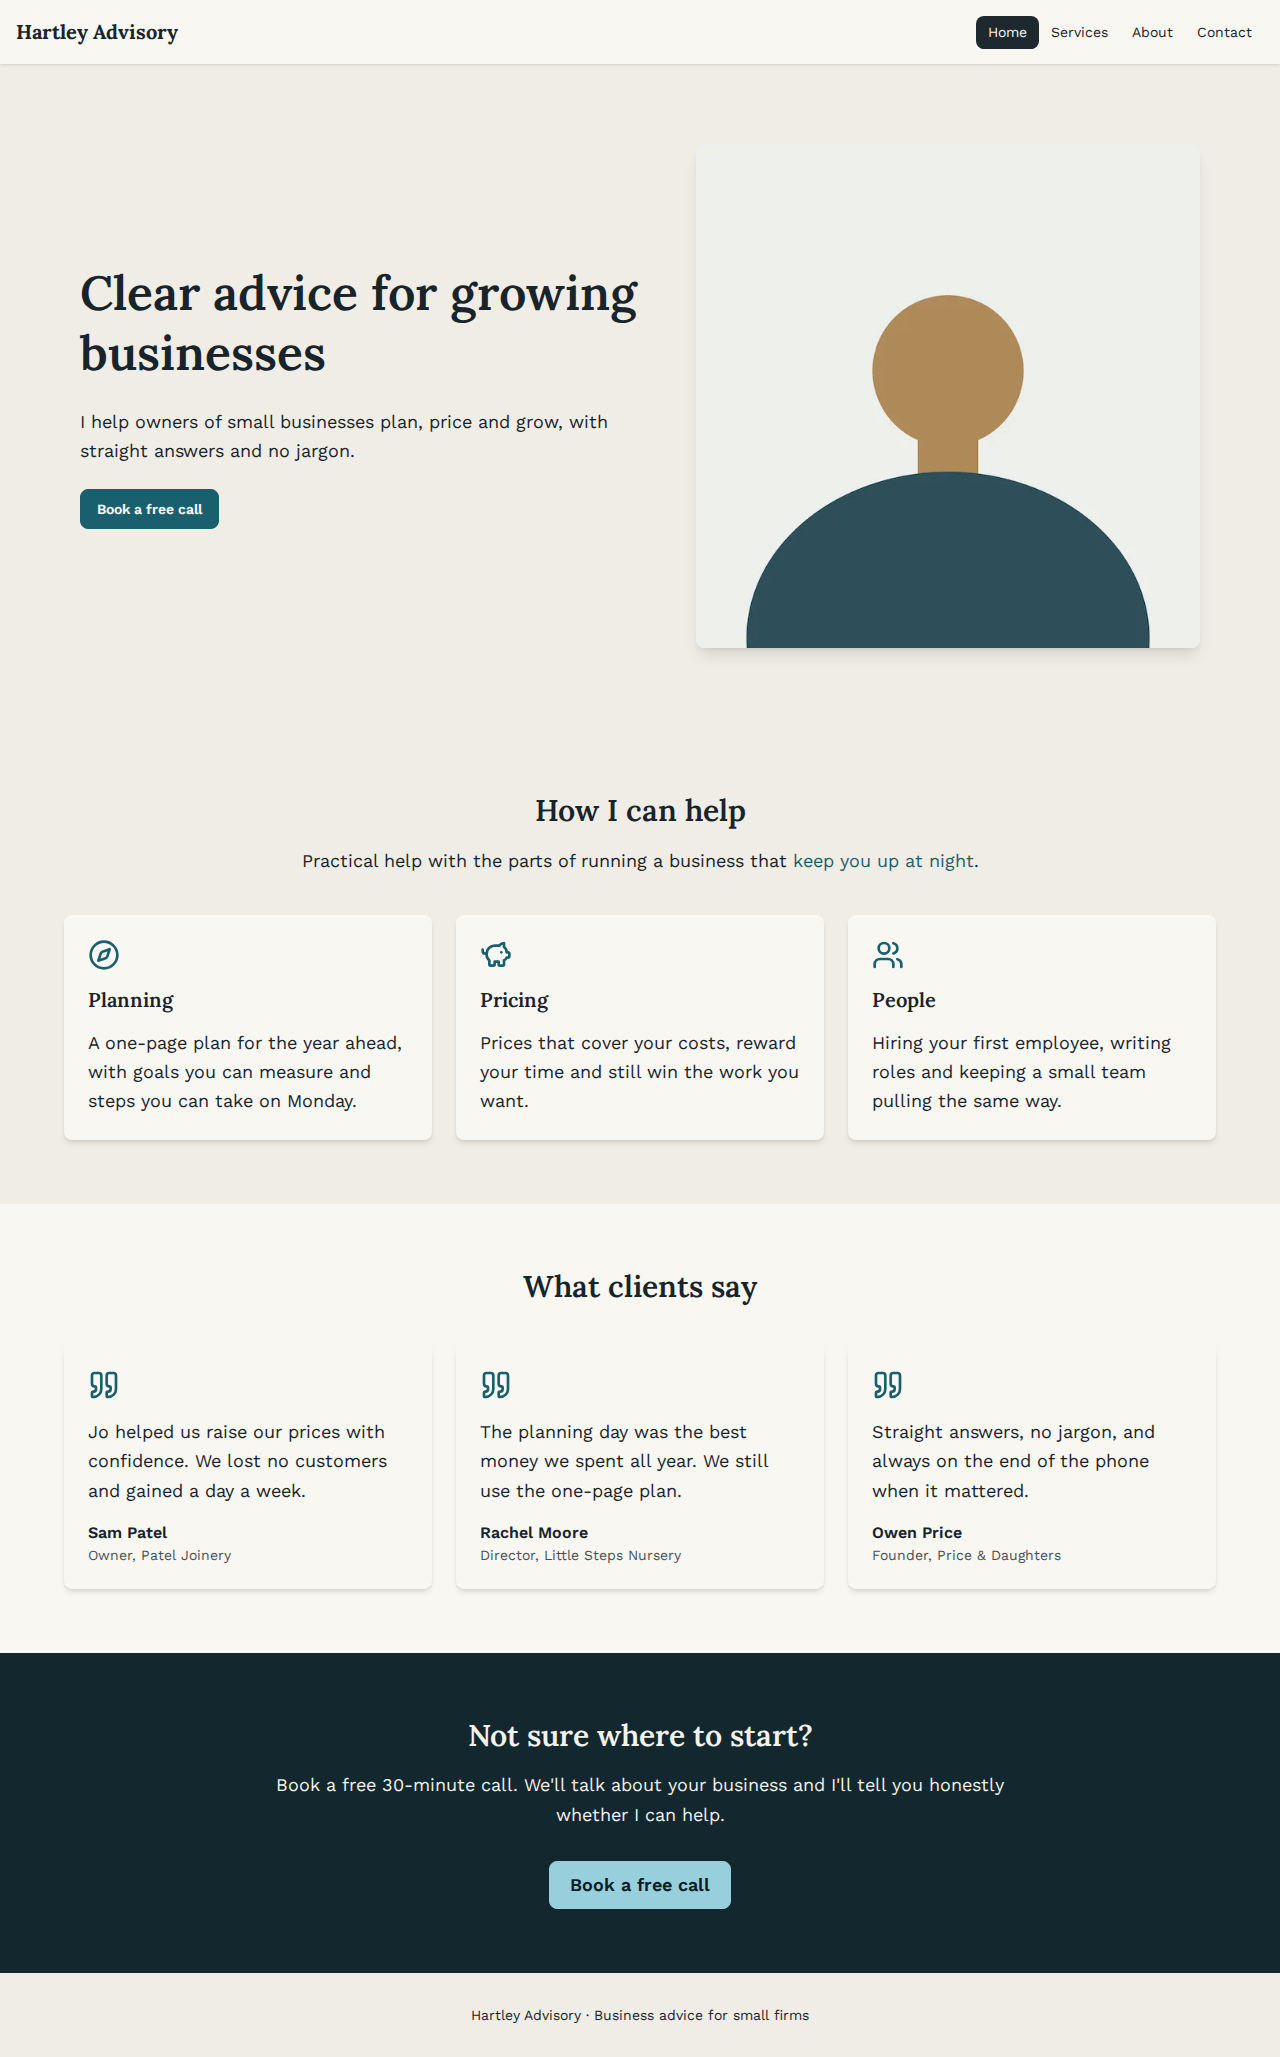 Hartley Advisory
Home
Services
About
Contact
Clear advice for growing
businesses
I help owners of small businesses plan, price and grow, with
straight answers and no jargon.
Book a free call
How I can help
Practical help with the parts of running a business that keep you up at night.
Planning
A one-page plan for the year ahead,
with goals you can measure and
steps you can take on Monday.
Pricing
Prices that cover your costs, reward
your time and still win the work you
want.
People
Hiring your first employee, writing
roles and keeping a small team
pulling the same way.
What clients say
Jo helped us raise our prices with
confidence. We lost no customers
and gained a day a week.
Sam Patel
Owner, Patel Joinery
The planning day was the best
money we spent all year. We still
use the one-page plan.
Rachel Moore
Director, Little Steps Nursery
Straight answers, no jargon, and
always on the end of the phone
when it mattered.
Owen Price
Founder, Price & Daughters
Not sure where to start?
Book a free 30-minute call. We'll talk about your business and I'll tell you honestly
whether I can help.
Book a free call
Hartley Advisory · Business advice for small firms